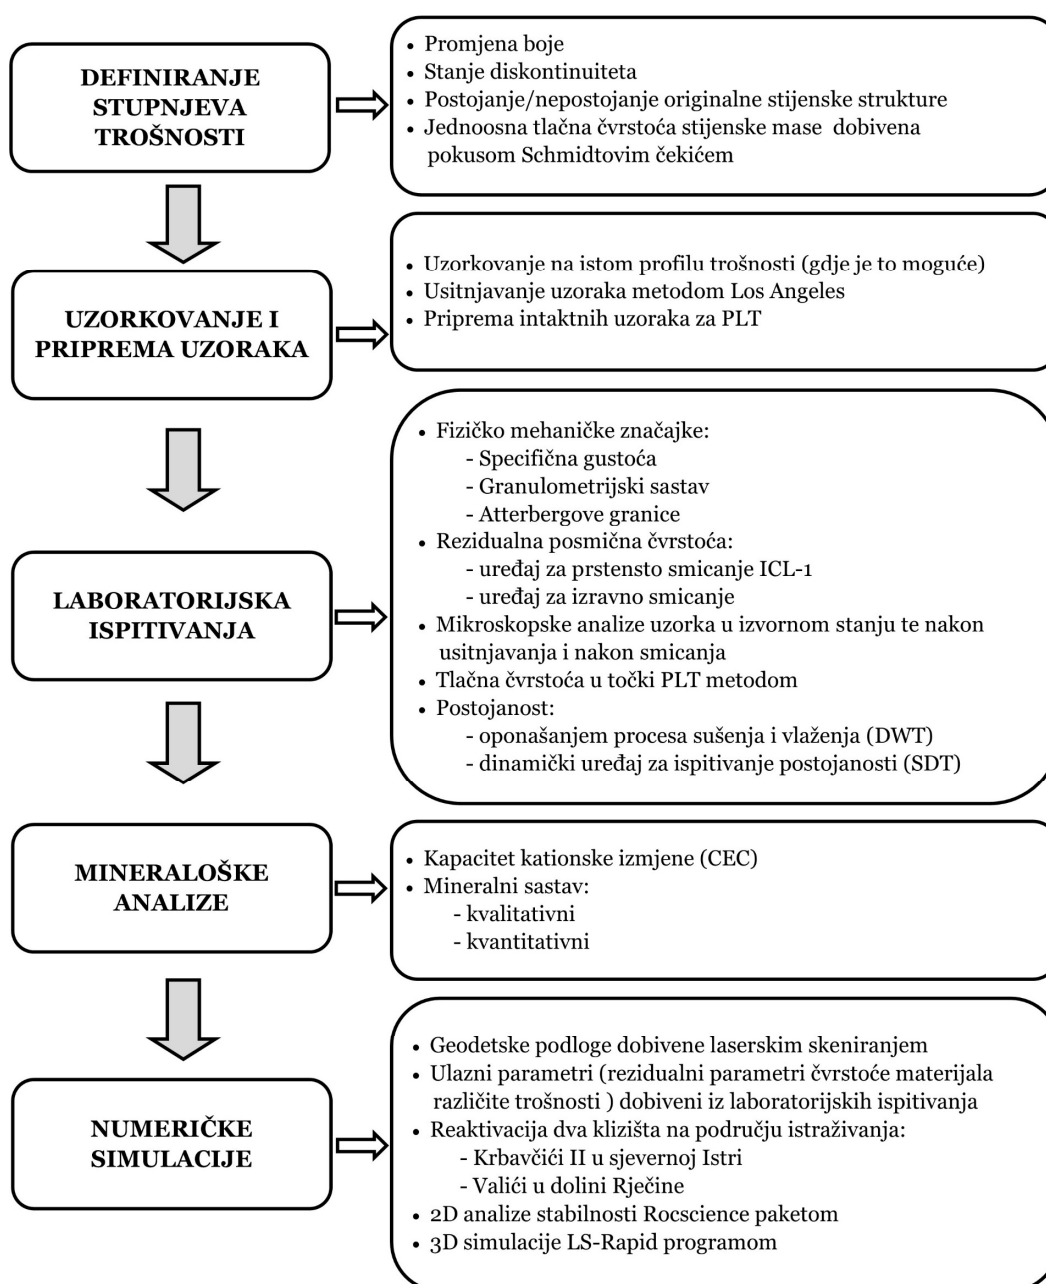 DEFINIRANJE
STUPNJEVA
TROŠNOSTI
• Promjena boje
• Stanje diskontinuiteta
• Postojanje/nepostojanje originalne stijenske strukture
• Jednoosna tlačna čvrstoća stijenske mase dobivena
pokusom Schmidtovim čekićem
UZORKOVANJE I
PRIPREMA UZORAKA
• Uzorkovanje na istom profilu trošnosti (gdje je to moguće)
• Usitnjavanje uzoraka metodom Los Angeles
• Priprema intaktnih uzoraka za PLT
LABORATORIJSKA
ISPITIVANJA
• Fizičko mehaničke značajke:
- Specifična gustoća
- Granulometrijski sastav
- Atterbergove granice
• Rezidualna posmična čvrstoća:
- uređaj za prstensto smicanje ICL-1
- uređaj za izravno smicanje
• Mikroskopske analize uzorka u izvornom stanju te nakon
usitnjavanja i nakon smicanja
• Tlačna čvrstoća u točki PLT metodom
• Postojanost:
- oponašanjem procesa sušenja i vlaženja (DWT)
- dinamički uređaj za ispitivanje postojanosti (SDT)
MINERALOŠKE
ANALIZE
• Kapacitet kationske izmjene (CEC)
• Mineralni sastav:
- kvalitativni
- kvantitativni
NUMERIČKE
SIMULACIJE
• Geodetske podloge dobivene laserskim skeniranjem
• Ulazni parametri (rezidualni parametri čvrstoće materijala
različite trošnosti ) dobiveni iz laboratorijskih ispitivanja
• Reaktivacija dva klizišta na području istraživanja:
- Krbavčići II u sjevernoj Istri
- Valići u dolini Rječine
• 2D analize stabilnosti Rocscience paketom
• 3D simulacije LS-Rapid programom